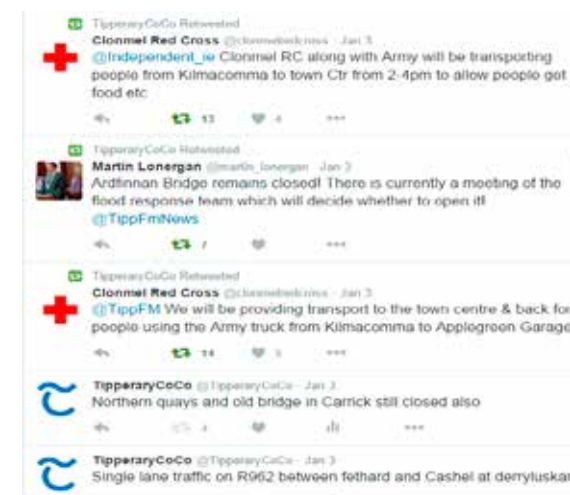 TipperaryCoCo Retweeted
Clonmel Red Cross @clonmelredcross · Jan 3
@Independent_ie Clonmel RC along with Army will be transporting
people from Kilmacomma to town Ctr from 2-4pm to allow people get
food etc
13 4
TipperaryCoCo Retweeted
Martin Lonergan @martin_lonergan · Jan 3
Ardfinnan Bridge remains closed! There is currently a meeting of the
flood response team which will decide whether to open it!
@TippFmNews
7
TipperaryCoCo Retweeted
Clonmel Red Cross @clonmelredcross · Jan 3
@TippFM We will be providing transport to the town centre & back for
people using the Army truck from Kilmacomma to Applegreen Garage
14
TipperaryCoCo @TipperaryCoCo · Jan 3
Northern quays and old bridge in Carrick still closed also
4
TipperaryCoCo @TipperaryCoCo · Jan 3
Single lane traffic on R962 between fethard and Cashel at derryluskan